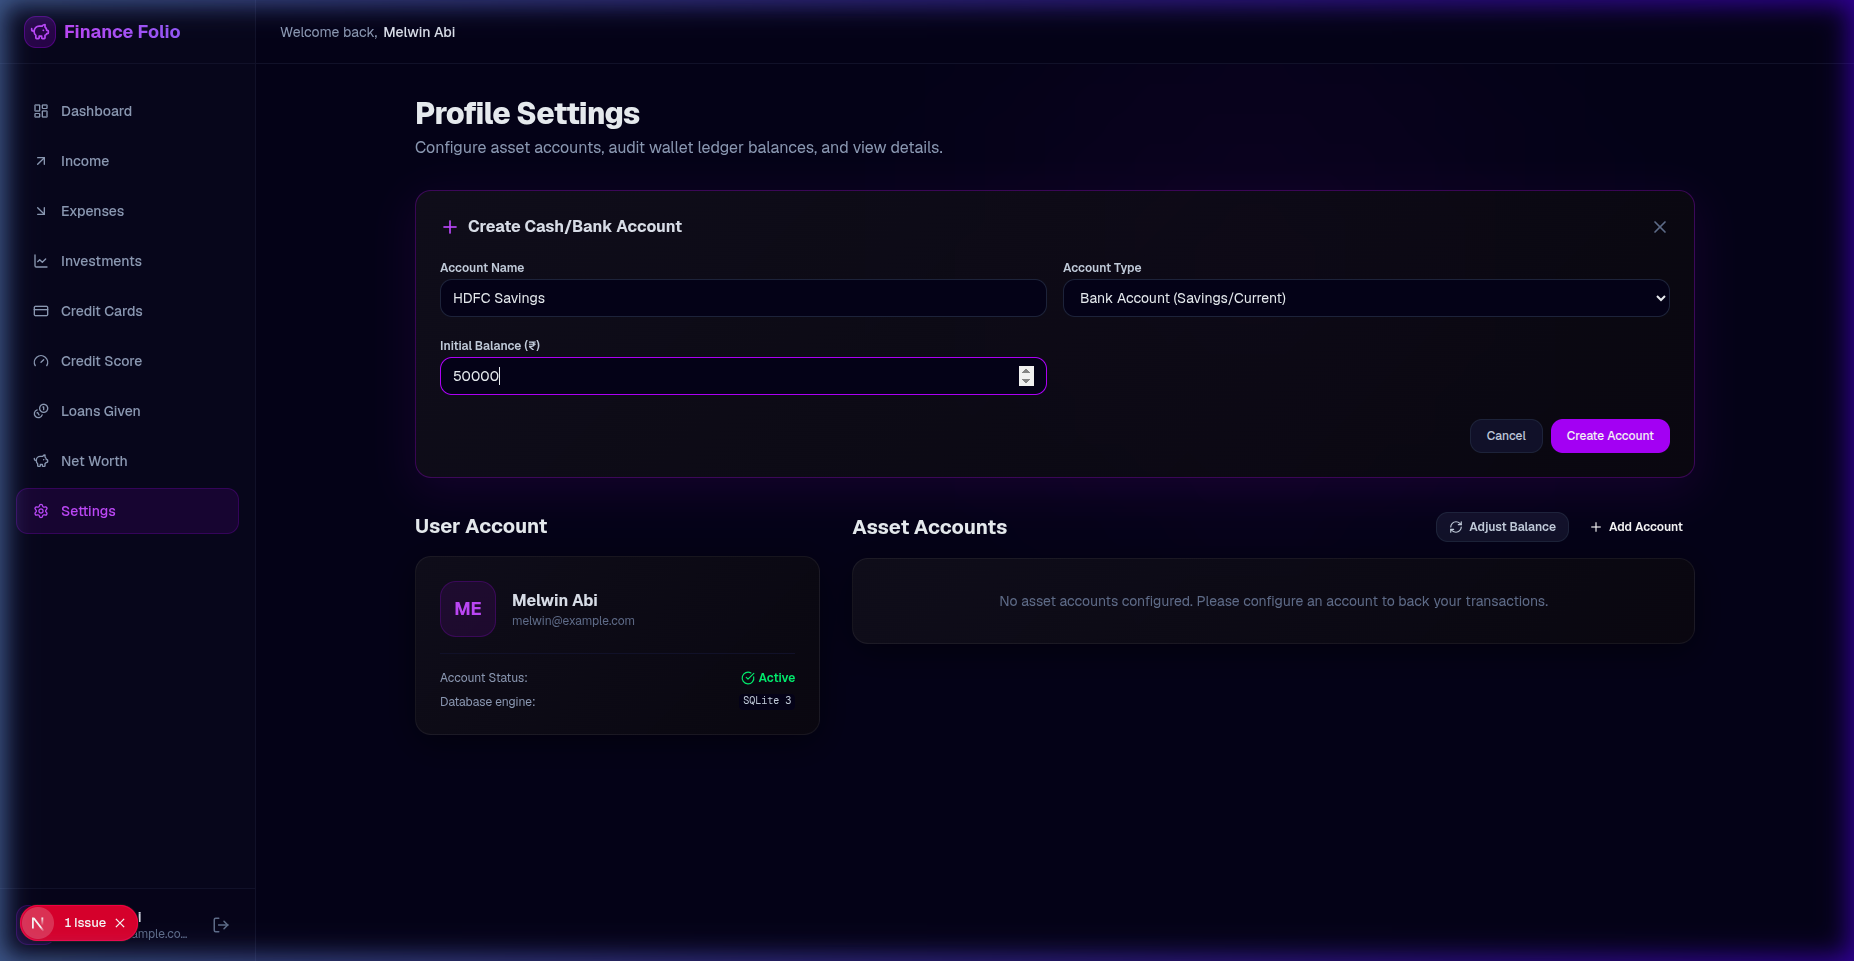 Finance Folio
Welcome back, Melwin Abi
Dashboard
Income
Expenses
Investments
Credit Cards
Credit Score
Loans Given
Net Worth
Settings
Profile Settings
Configure asset accounts, audit wallet ledger balances, and view details.
Create Cash/Bank Account
Account Name
HDFC Savings
Account Type
Bank Account (Savings/Current)
Initial Balance (₹)
50000
Cancel
Create Account
User Account
ME
Melwin Abi
melwin@example.com
Account Status:
Active
Database engine:
SQLite 3
Asset Accounts
Adjust Balance
Add Account
No asset accounts configured. Please configure an account to back your transactions.
N
1 Issue